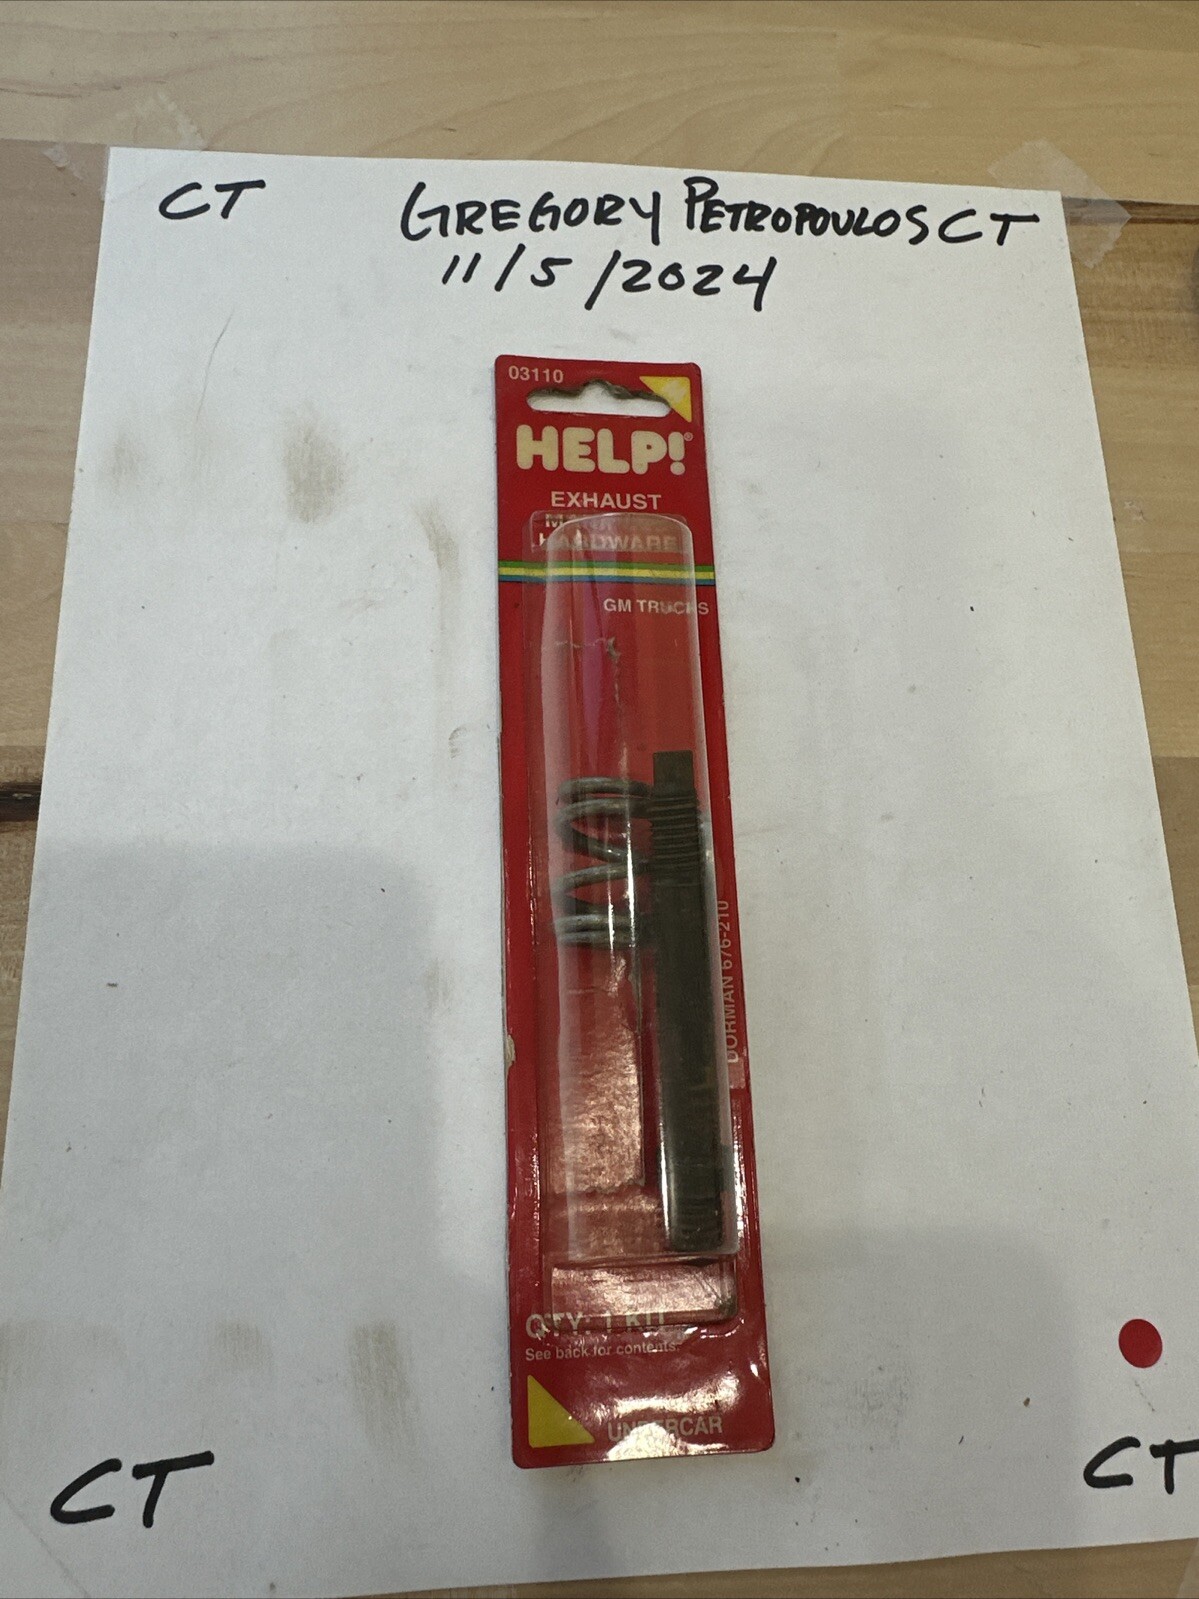 CT
GREGORY PETROPOULOS CT
11/5/2024
03110
HELP!®
EXHAUST
HARDWARE
GM TRUCKS
DORMAN 676-210
QTY: 1 KIT
See back for contents.
UNDERCAR
CT
CT